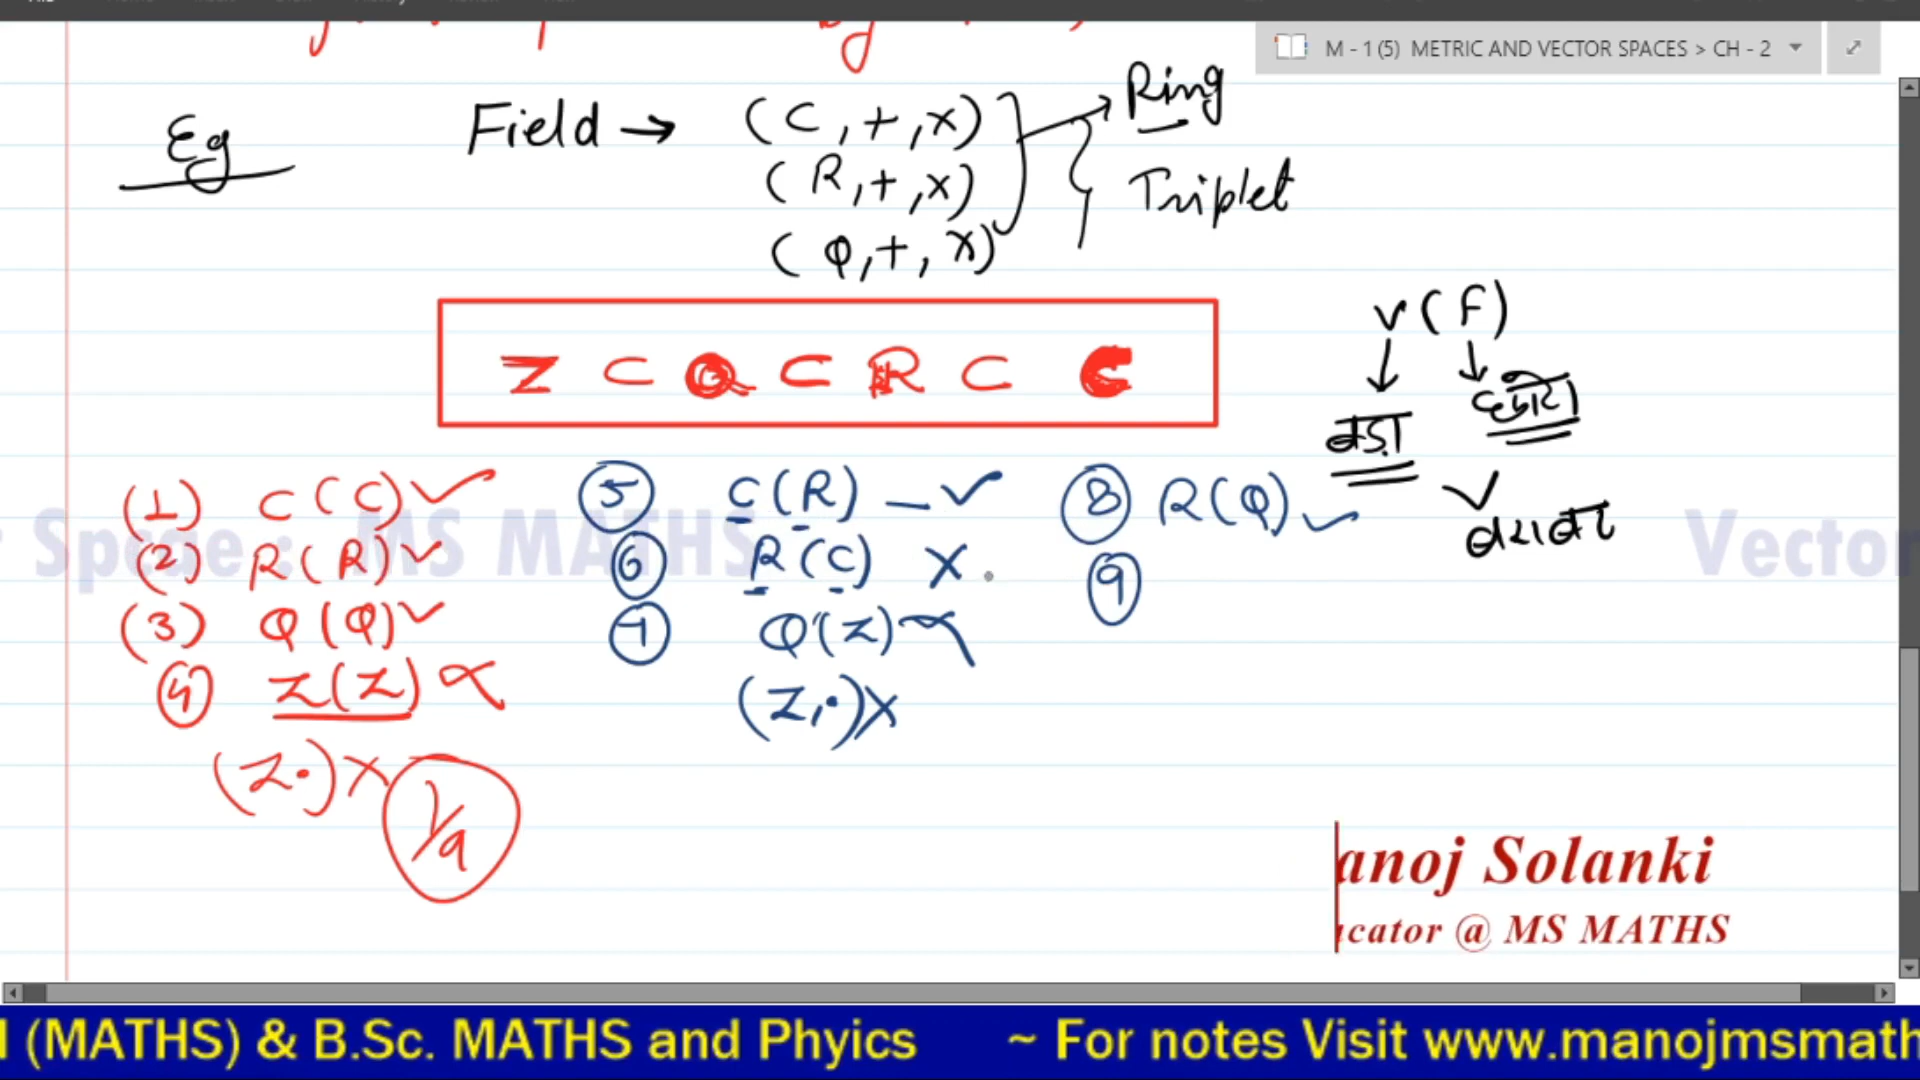 M - 1 (5) METRIC AND VECTOR SPACES > CH - 2
Eg
Field → (C, +, x)
(R, +, x)
(Q, +, x)
Ring
Triplet
Z ⊂ Q ⊂ R ⊂ C
V(F)
बड़ा
छोटा
✓
बराबर
(1) C(C) ✓
(2) R(R) ✓
(3) Q(Q) ✓
(4) Z(Z) ×
(Z·) ×
1/a
(5) C(R) – ✓
(6) R(C) ×
(7) Q(Z) ×
(Z,·) ×
(8) R(Q) ✓
(9)
Space : MS MATHS
Vector
anoj Solanki
cator @ MS MATHS
(MATHS) & B.Sc. MATHS and Phyics ~ For notes Visit www.manojmsmath